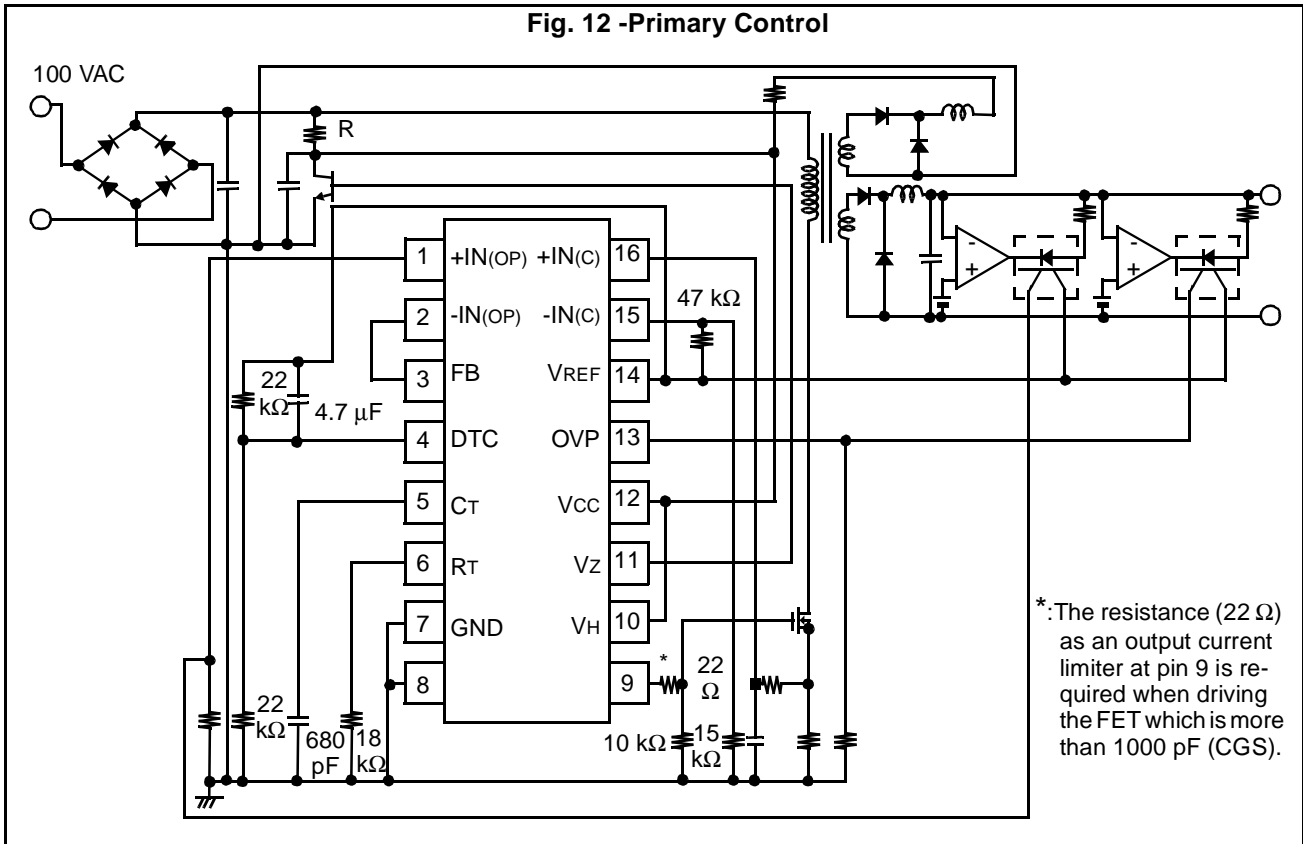 Fig. 12 -Primary Control
100 VAC
R
1 +IN(OP) +IN(C) 16
47 kΩ
2 -IN(OP) -IN(C) 15
3 FB VREF 14
22 kΩ
4.7 μF
4 DTC OVP 13
5 CT VCC 12
6 RT VZ 11
7 GND VH 10
8 9
*
22 Ω
22 kΩ
680 pF
18 kΩ
10 kΩ
15 kΩ
-
+
-
+
*:The resistance (22 Ω)
as an output current
limiter at pin 9 is re-
quired when driving
the FET which is more
than 1000 pF (CGS).